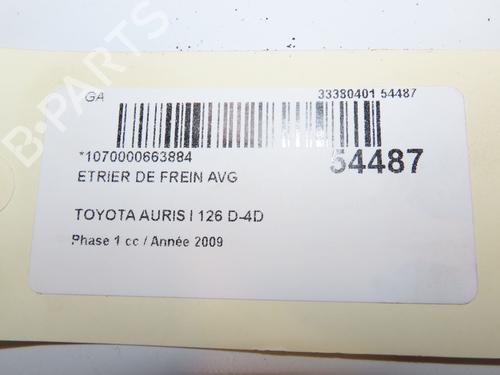 GA
33380401 54487
*1070000663884
54487
ETRIER DE FREIN AVG
TOYOTA AURIS I 126 D-4D
Phase 1 cc / Année 2009
B-PARTS